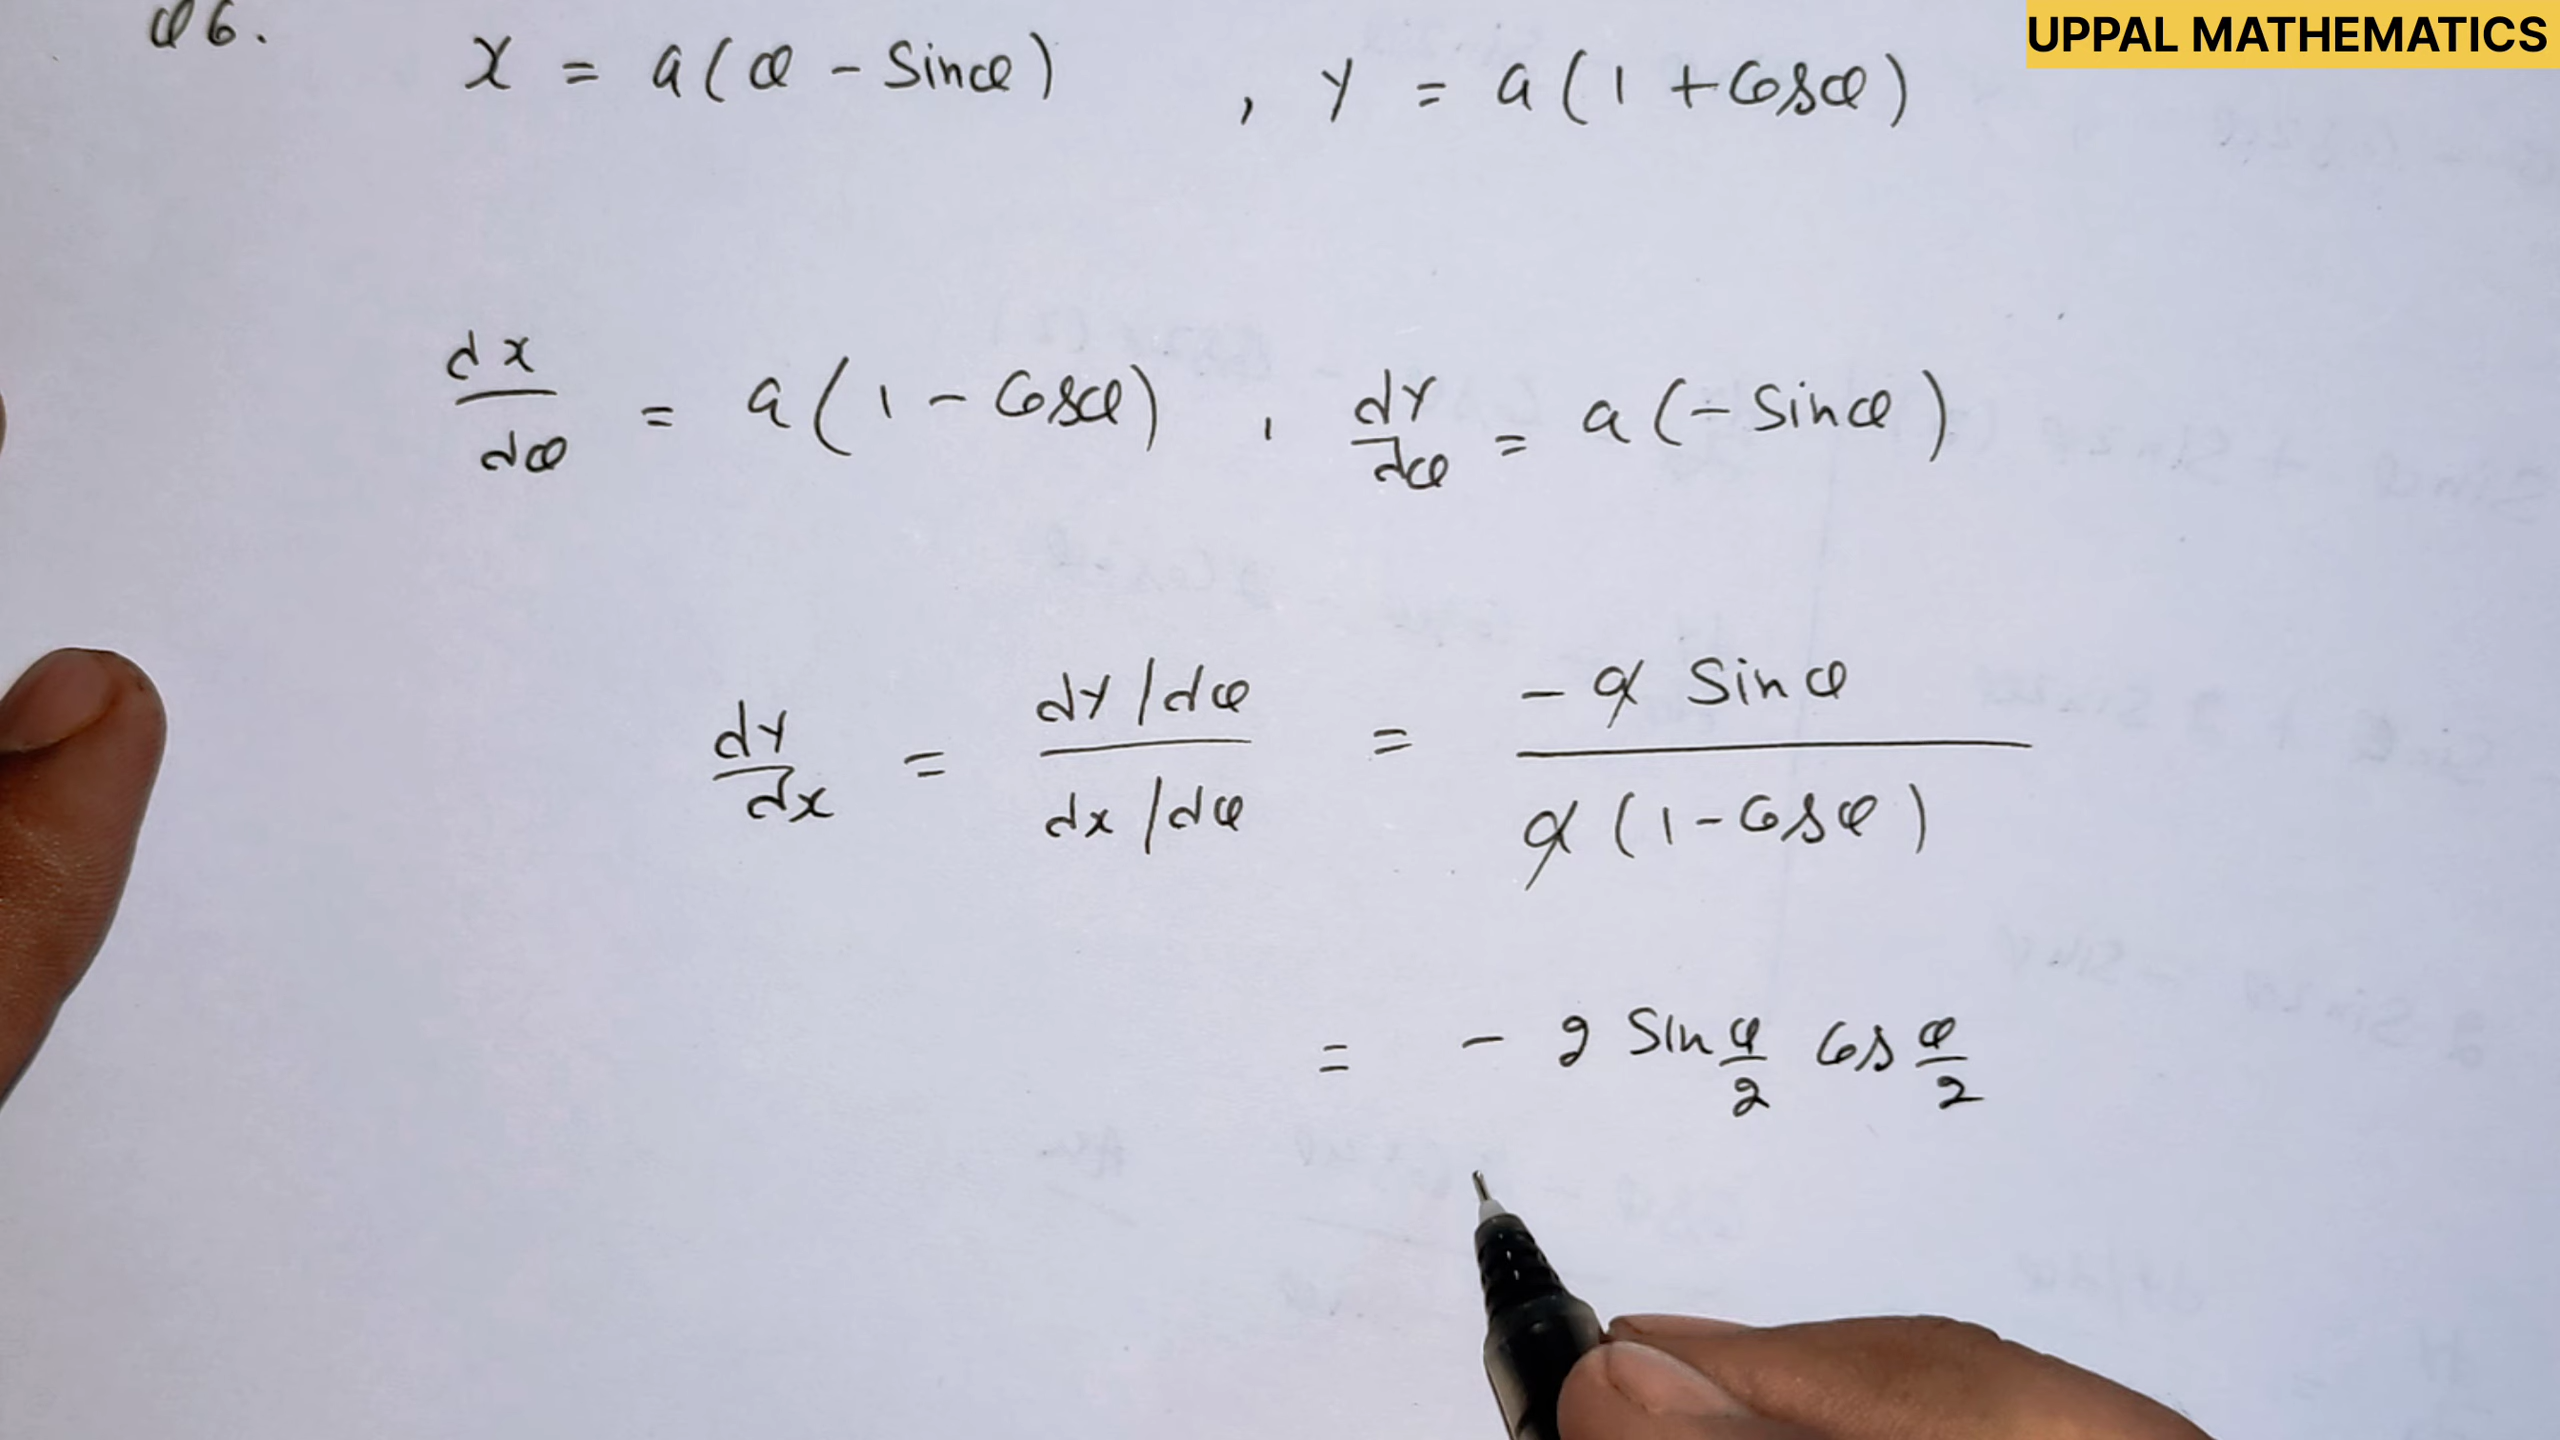 UPPAL MATHEMATICS
Q6. x = a(θ - Sinθ) , y = a(1 + Cosθ)
dx/dθ = a(1 - Cosθ) , dy/dθ = a(-Sinθ)
dy/dx = (dy/dθ)/(dx/dθ) = -a Sinθ / a(1-Cosθ)
= - 2 Sin θ/2 Cos θ/2